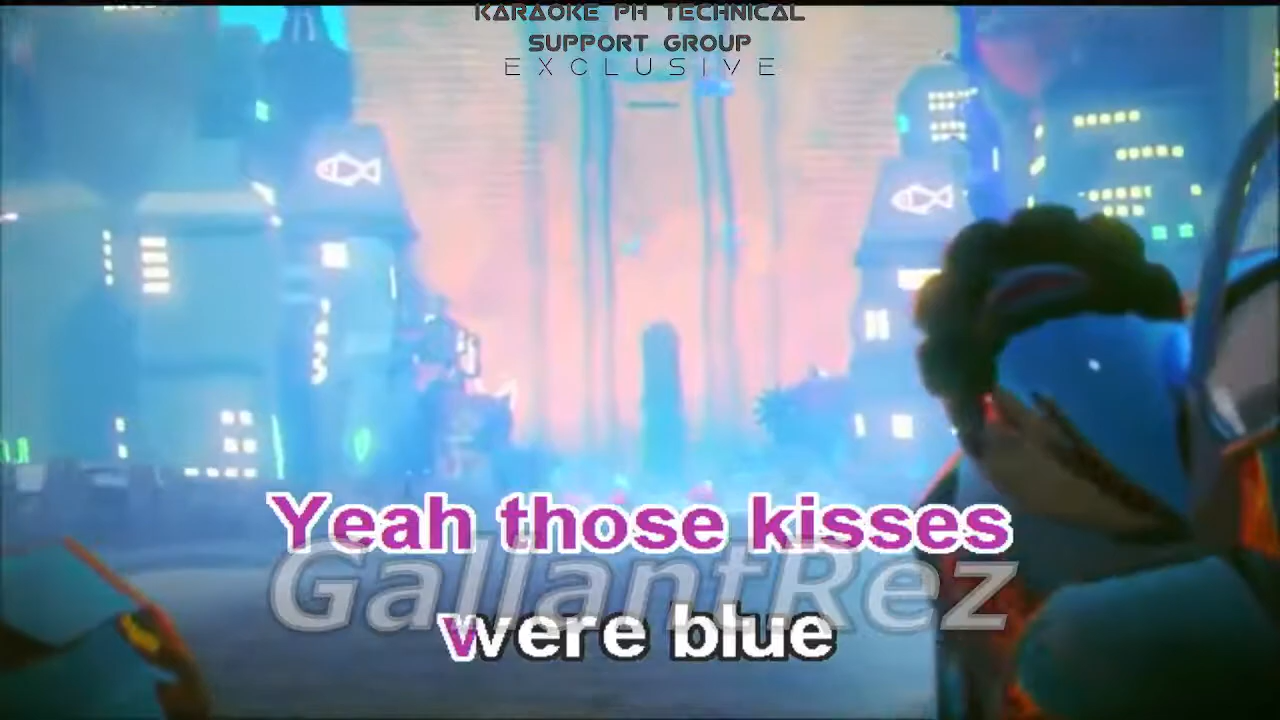 KARAOKE PH TECHNICAL
SUPPORT GROUP
EXCLUSIVE
Yeah those kisses
GallantRez
were blue